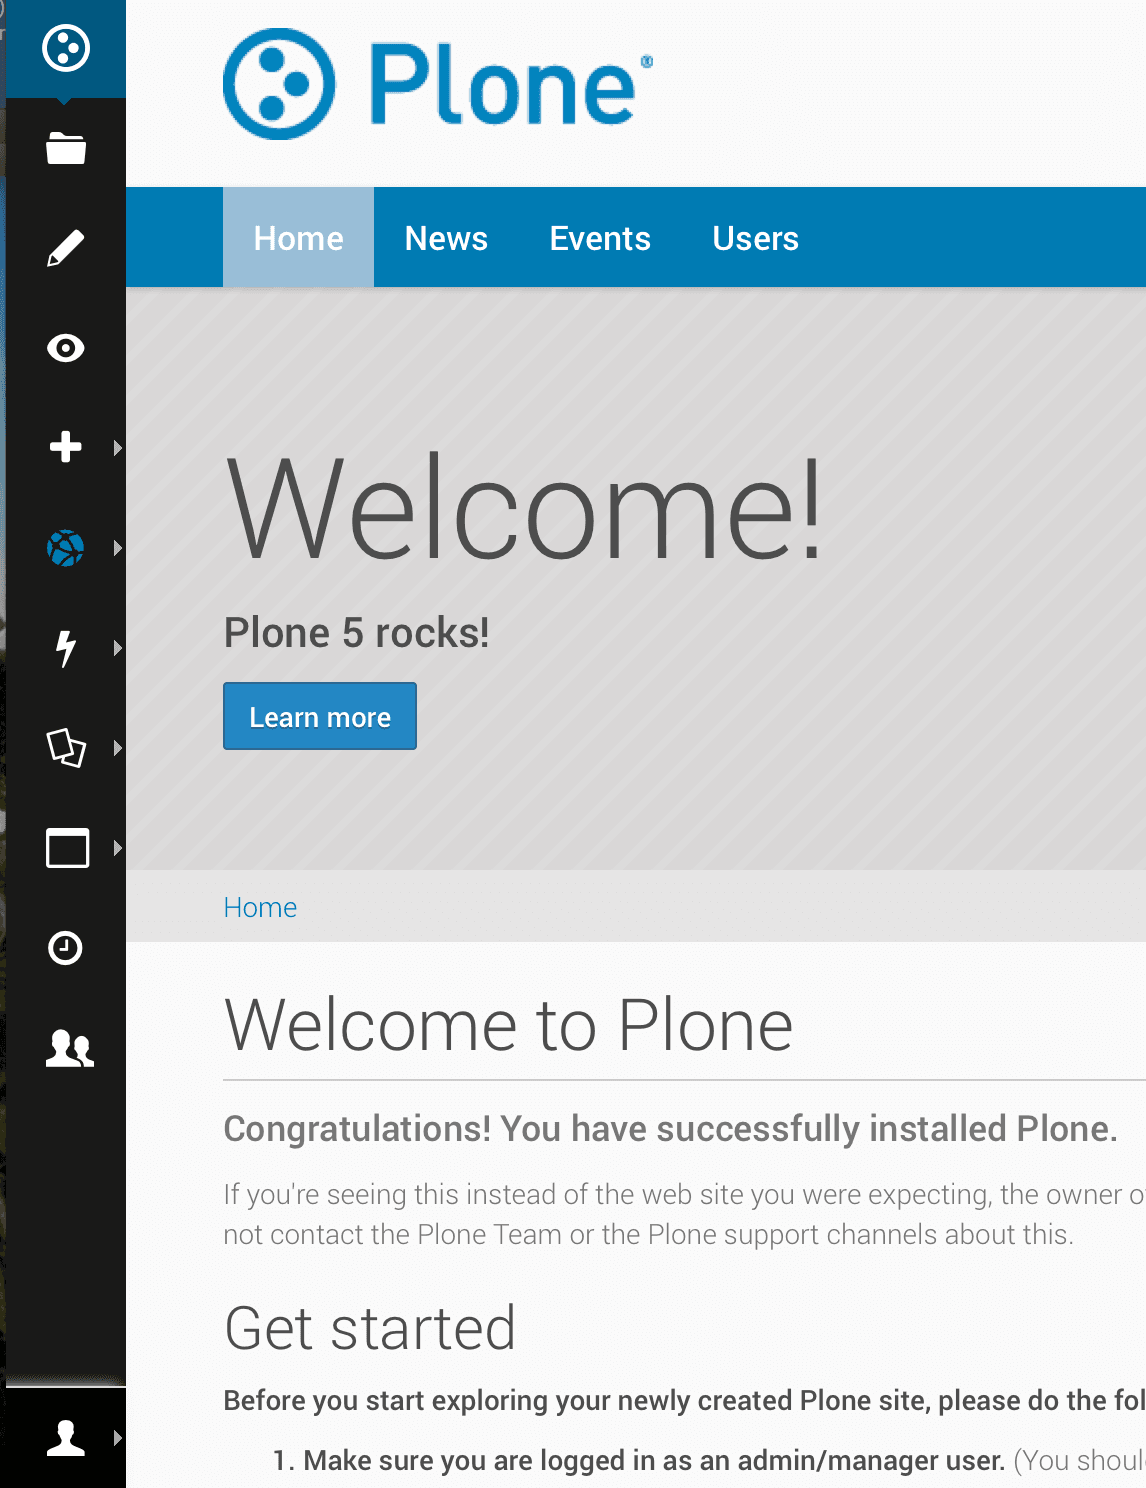 Plone®
Home News Events Users
Welcome!
Plone 5 rocks!
Learn more
Home
Welcome to Plone
Congratulations! You have successfully installed Plone.
If you're seeing this instead of the web site you were expecting, the owner
not contact the Plone Team or the Plone support channels about this.
Get started
Before you start exploring your newly created Plone site, please do the
1. Make sure you are logged in as an admin/manager user. (You